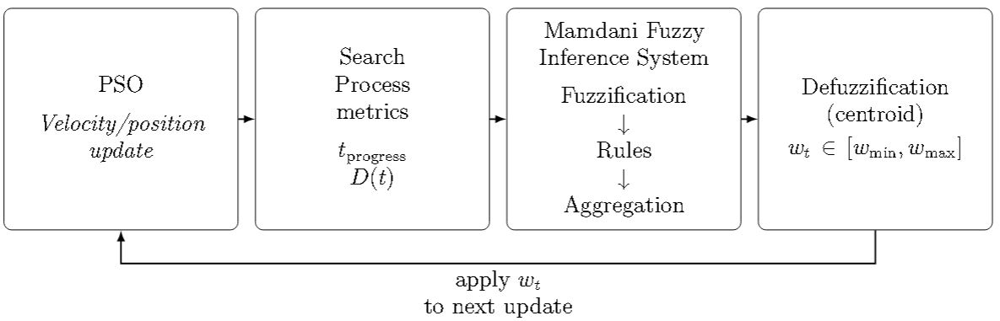 PSO
Velocity/position
update
Search
Process
metrics
t_progress
D(t)
Mamdani Fuzzy
Inference System
Fuzzification
↓
Rules
↓
Aggregation
Defuzzification
(centroid)
w_t ∈ [w_min, w_max]
apply w_t
to next update